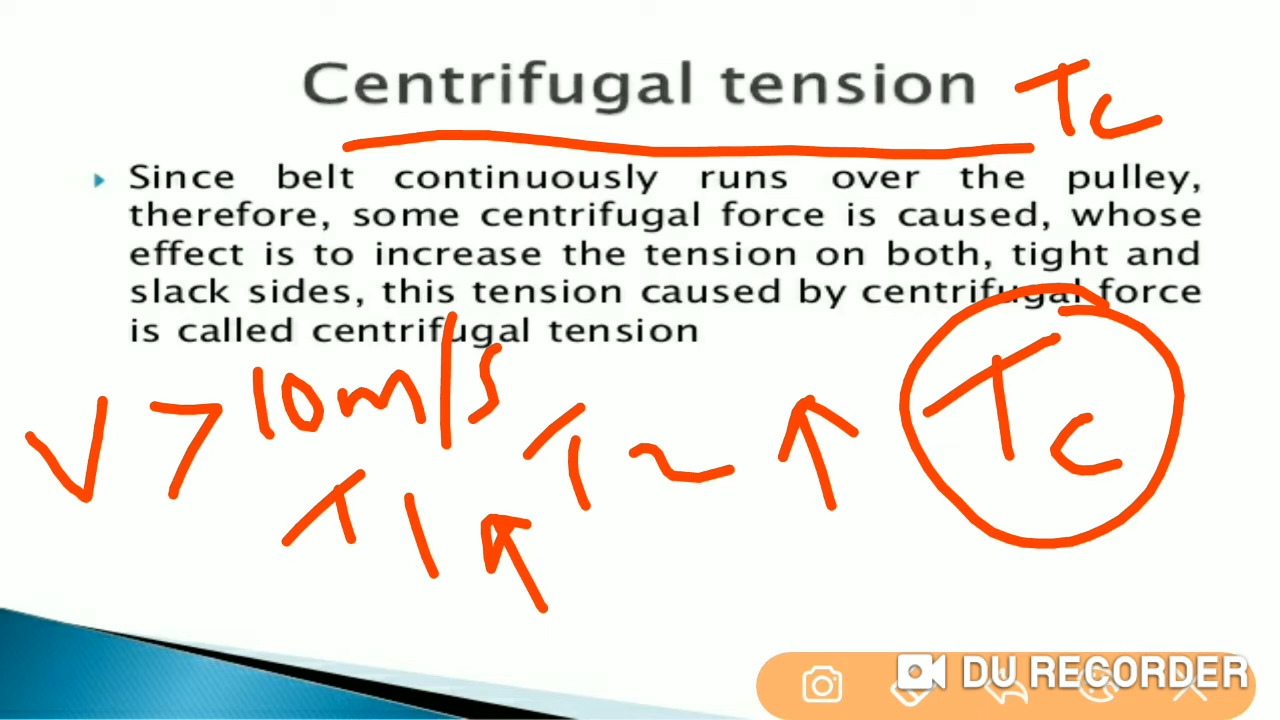 Centrifugal tension Tc
Since belt continuously runs over the pulley,
therefore, some centrifugal force is caused, whose
effect is to increase the tension on both, tight and
slack sides, this tension caused by centrifugal force
is called centrifugal tension
V > 10m/s
T1 ↑ T2 ↑ Tc
DU RECORDER